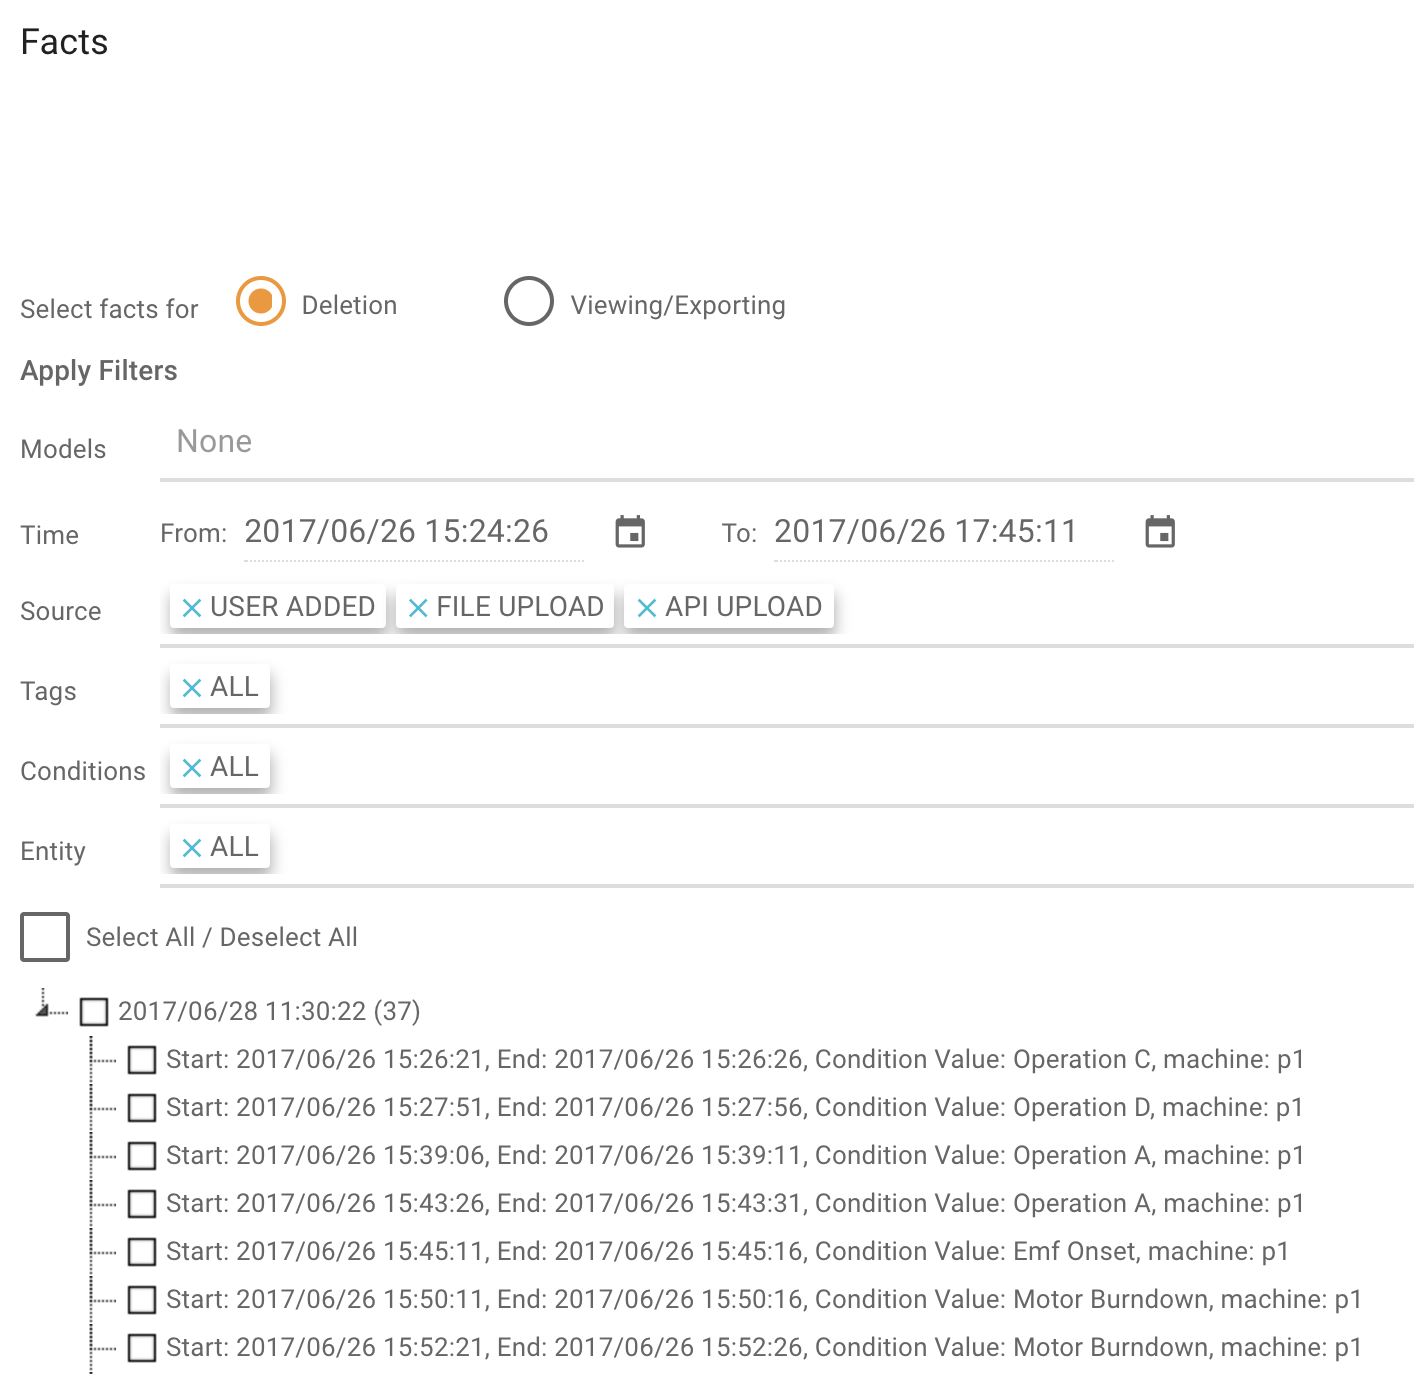 Facts
Select facts for Deletion Viewing/Exporting
Apply Filters
Models None
Time From: 2017/06/26 15:24:26 To: 2017/06/26 17:45:11
Source USER ADDED FILE UPLOAD API UPLOAD
Tags ALL
Conditions ALL
Entity ALL
Select All / Deselect All
2017/06/28 11:30:22 (37)
Start: 2017/06/26 15:26:21, End: 2017/06/26 15:26:26, Condition Value: Operation C, machine: p1
Start: 2017/06/26 15:27:51, End: 2017/06/26 15:27:56, Condition Value: Operation D, machine: p1
Start: 2017/06/26 15:39:06, End: 2017/06/26 15:39:11, Condition Value: Operation A, machine: p1
Start: 2017/06/26 15:43:26, End: 2017/06/26 15:43:31, Condition Value: Operation A, machine: p1
Start: 2017/06/26 15:45:11, End: 2017/06/26 15:45:16, Condition Value: Emf Onset, machine: p1
Start: 2017/06/26 15:50:11, End: 2017/06/26 15:50:16, Condition Value: Motor Burndown, machine: p1
Start: 2017/06/26 15:52:21, End: 2017/06/26 15:52:26, Condition Value: Motor Burndown, machine: p1